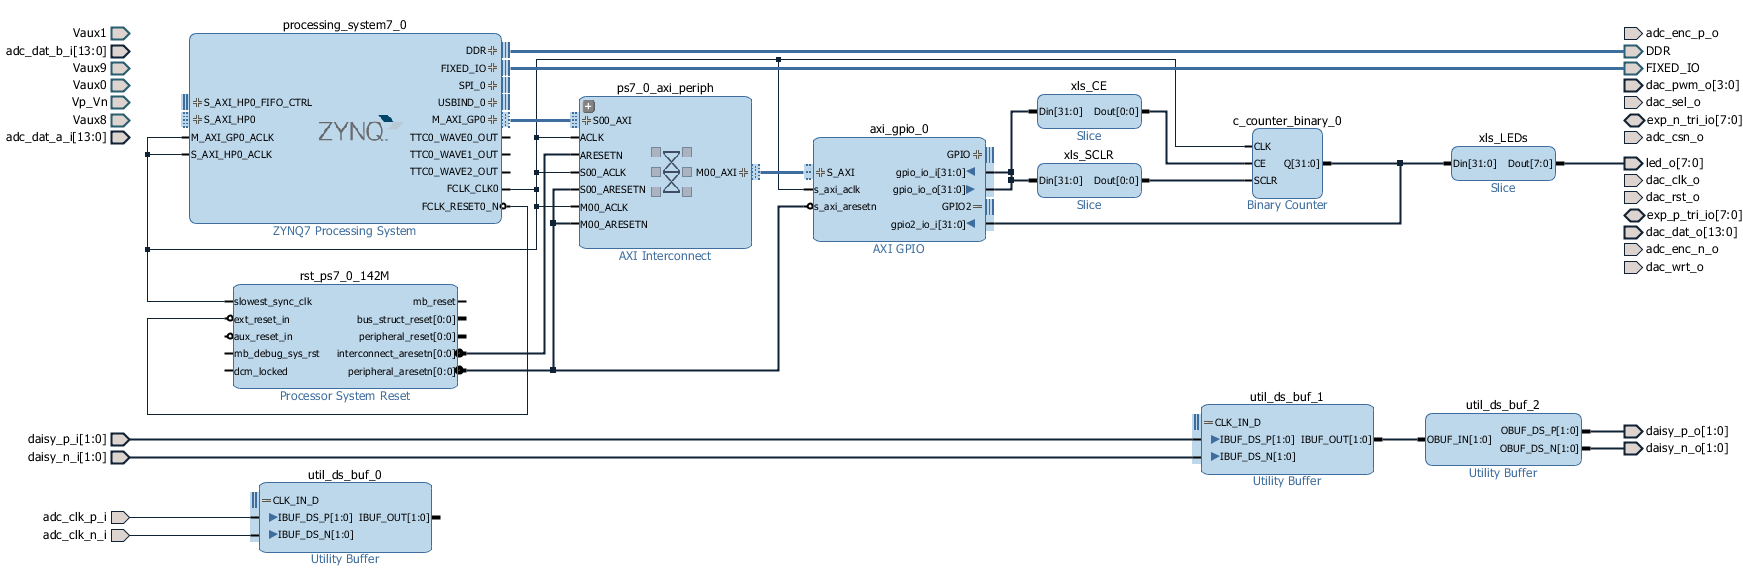 Vaux1
adc_dat_b_i[13:0]
Vaux9
Vaux0
Vp_Vn
Vaux8
adc_dat_a_i[13:0]
processing_system7_0
DDR
FIXED_IO
SPI_0
S_AXI_HP0_FIFO_CTRL
USBIND_0
S_AXI_HP0
M_AXI_GP0
M_AXI_GP0_ACLK
TTC0_WAVE0_OUT
S_AXI_HP0_ACLK
TTC0_WAVE1_OUT
TTC0_WAVE2_OUT
FCLK_CLK0
FCLK_RESET0_N
ZYNQ
ZYNQ7 Processing System
ps7_0_axi_periph
S00_AXI
ACLK
ARESETN
S00_ACLK
M00_AXI
S00_ARESETN
M00_ACLK
M00_ARESETN
AXI Interconnect
axi_gpio_0
GPIO
S_AXI
gpio_io_i[31:0]
s_axi_aclk
gpio_io_o[31:0]
s_axi_aresetn
GPIO2
gpio2_io_i[31:0]
AXI GPIO
xls_CE
Din[31:0]
Dout[0:0]
Slice
xls_SCLR
Din[31:0]
Dout[0:0]
Slice
c_counter_binary_0
CLK
CE
Q[31:0]
SCLR
Binary Counter
xls_LEDs
Din[31:0]
Dout[7:0]
Slice
adc_enc_p_o
DDR
FIXED_IO
dac_pwm_o[3:0]
dac_sel_o
exp_n_tri_io[7:0]
adc_csn_o
led_o[7:0]
dac_clk_o
dac_rst_o
exp_p_tri_io[7:0]
dac_dat_o[13:0]
adc_enc_n_o
dac_wrt_o
rst_ps7_0_142M
slowest_sync_clk
mb_reset
ext_reset_in
bus_struct_reset[0:0]
aux_reset_in
peripheral_reset[0:0]
mb_debug_sys_rst
interconnect_aresetn[0:0]
dcm_locked
peripheral_aresetn[0:0]
Processor System Reset
daisy_p_i[1:0]
daisy_n_i[1:0]
util_ds_buf_1
CLK_IN_D
IBUF_DS_P[1:0]
IBUF_OUT[1:0]
IBUF_DS_N[1:0]
Utility Buffer
util_ds_buf_2
OBUF_DS_P[1:0]
OBUF_IN[1:0]
OBUF_DS_N[1:0]
Utility Buffer
daisy_p_o[1:0]
daisy_n_o[1:0]
util_ds_buf_0
CLK_IN_D
IBUF_DS_P[1:0]
IBUF_OUT[1:0]
IBUF_DS_N[1:0]
Utility Buffer
adc_clk_p_i
adc_clk_n_i